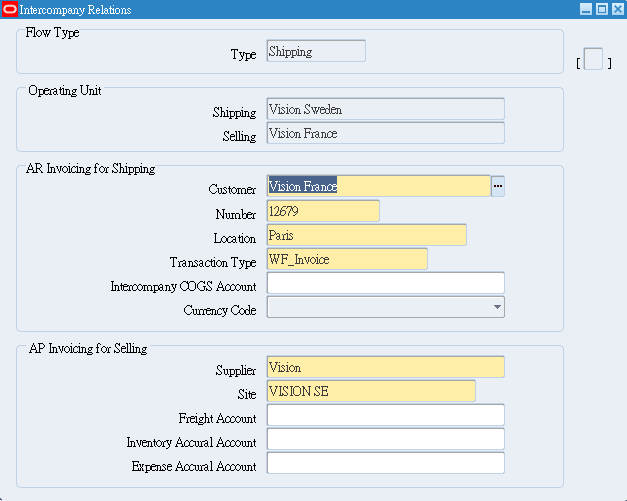 Intercompany Relations
Flow Type
Type Shipping
[ ]
Operating Unit
Shipping Vision Sweden
Selling Vision France
AR Invoicing for Shipping
Customer Vision France ...
Number 12679
Location Paris
Transaction Type WF_Invoice
Intercompany COGS Account
Currency Code
AP Invoicing for Selling
Supplier Vision
Site VISION SE
Freight Account
Inventory Accural Account
Expense Accural Account